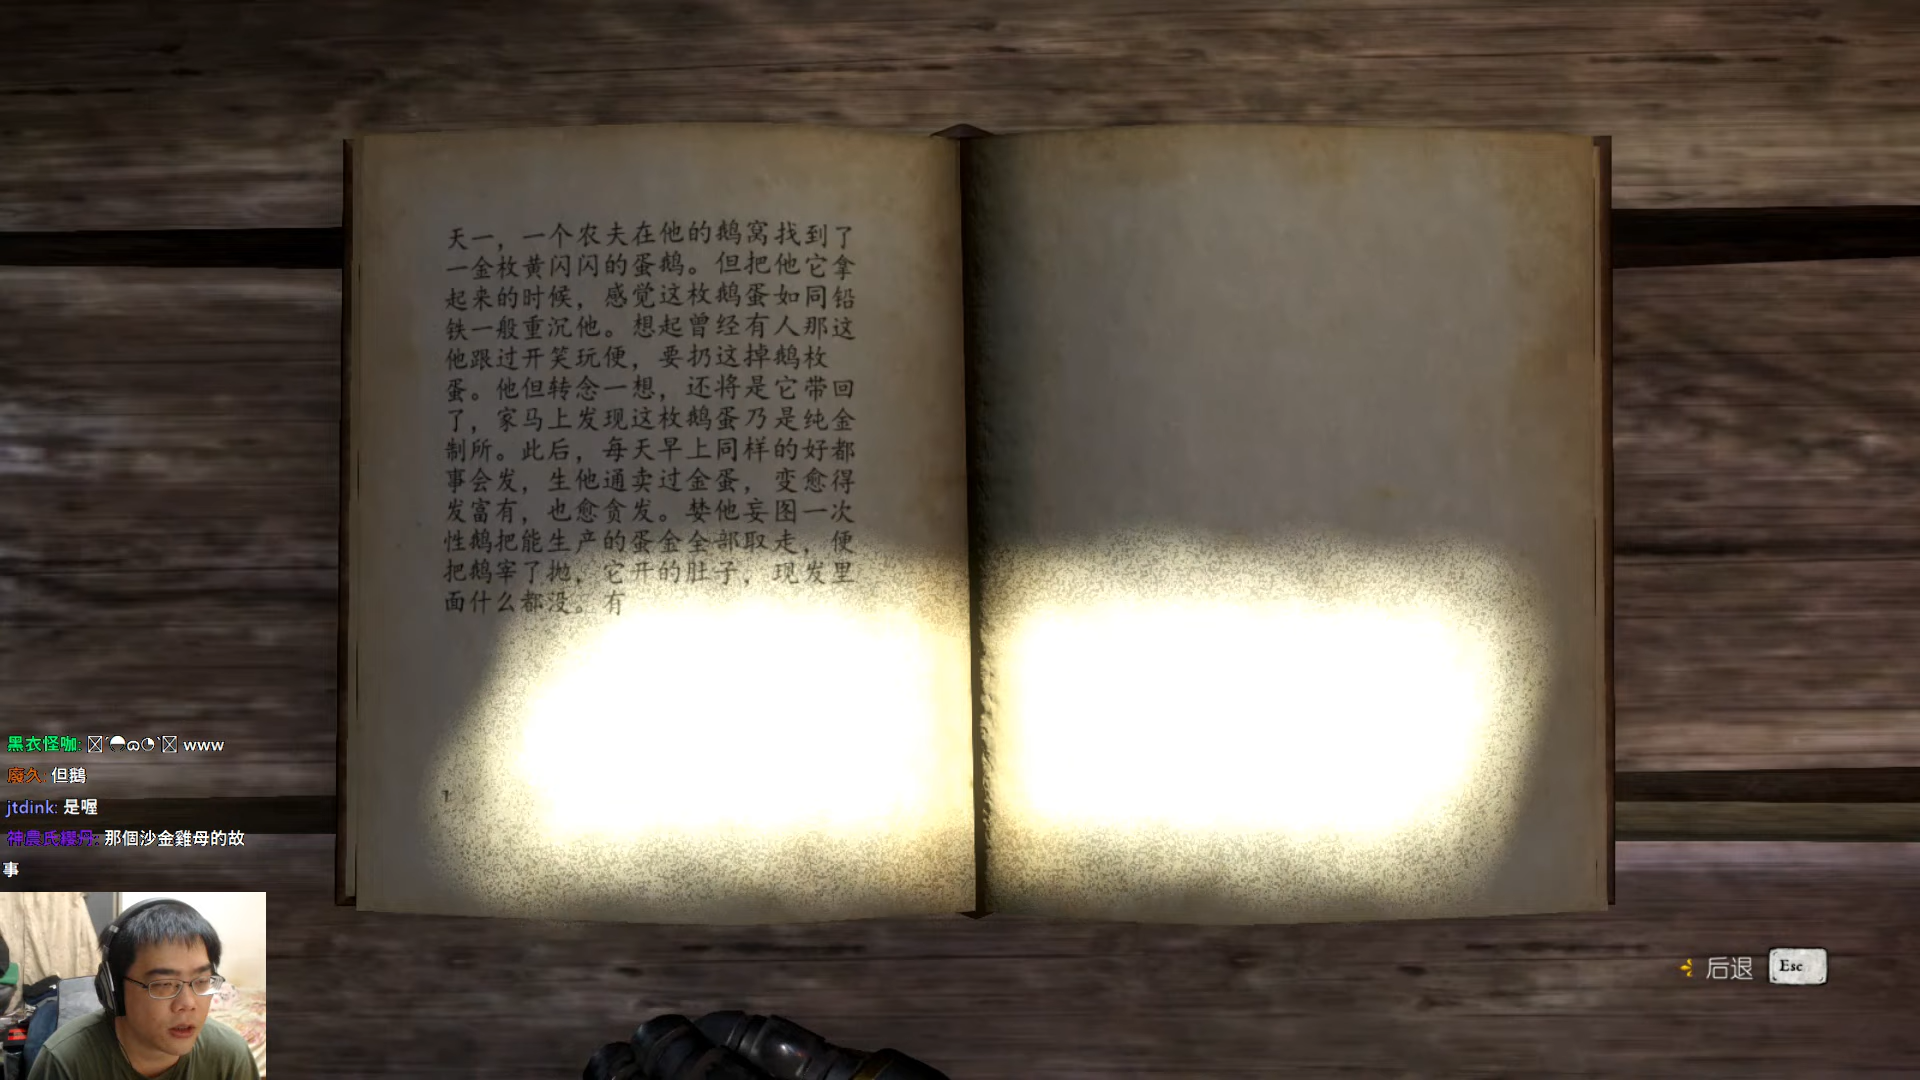 天一，一个农夫在他的鹅窝找到了
一金枚黄闪闪的蛋鹅。但把他它拿
起来的时候，感觉这枚鹅蛋如同铅
铁一般重沉他。想起曾经有人那这
他跟过开笑玩便，要扔这掉鹅枚
蛋。他但转念一想，还将是它带回
了，家马上发现这枚鹅蛋乃是纯金
制所。此后，每天早上同样的好都
事会发，生他通卖过金蛋，变愈得
发富有，也愈贪发。婪他妄图一次
性鹅把能生产的蛋金全部取走，便
把鹅宰了抛，它开的肚子，现发里
面什么都没。有
1
黑衣怪咖: www
廢久: 但鵝
jtdink: 是喔
神農氏纓丹: 那個沙金雞母的故
事
后退 Esc